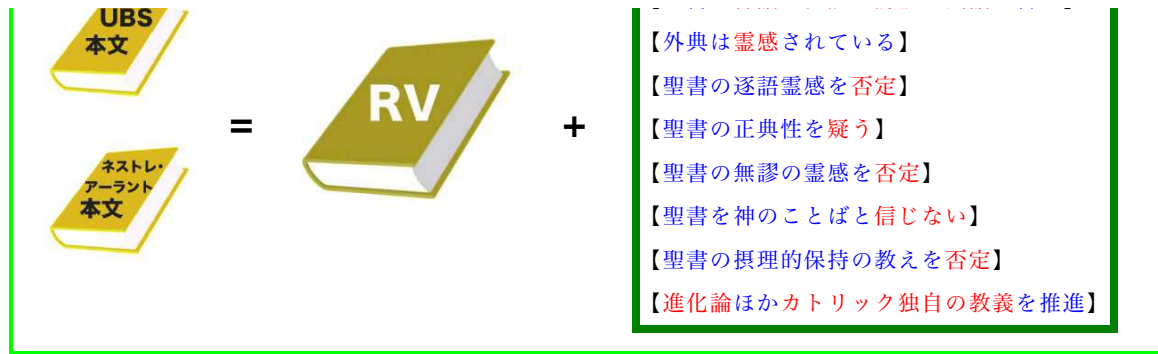 UBS
本文
ネストレ・
アーラント
本文
=
RV
+
【外典は霊感されている】
【聖書の逐語霊感を否定】
【聖書の正典性を疑う】
【聖書の無謬の霊感を否定】
【聖書を神のことばと信じない】
【聖書の摂理的保持の教えを否定】
【進化論ほかカトリック独自の教義を推進】